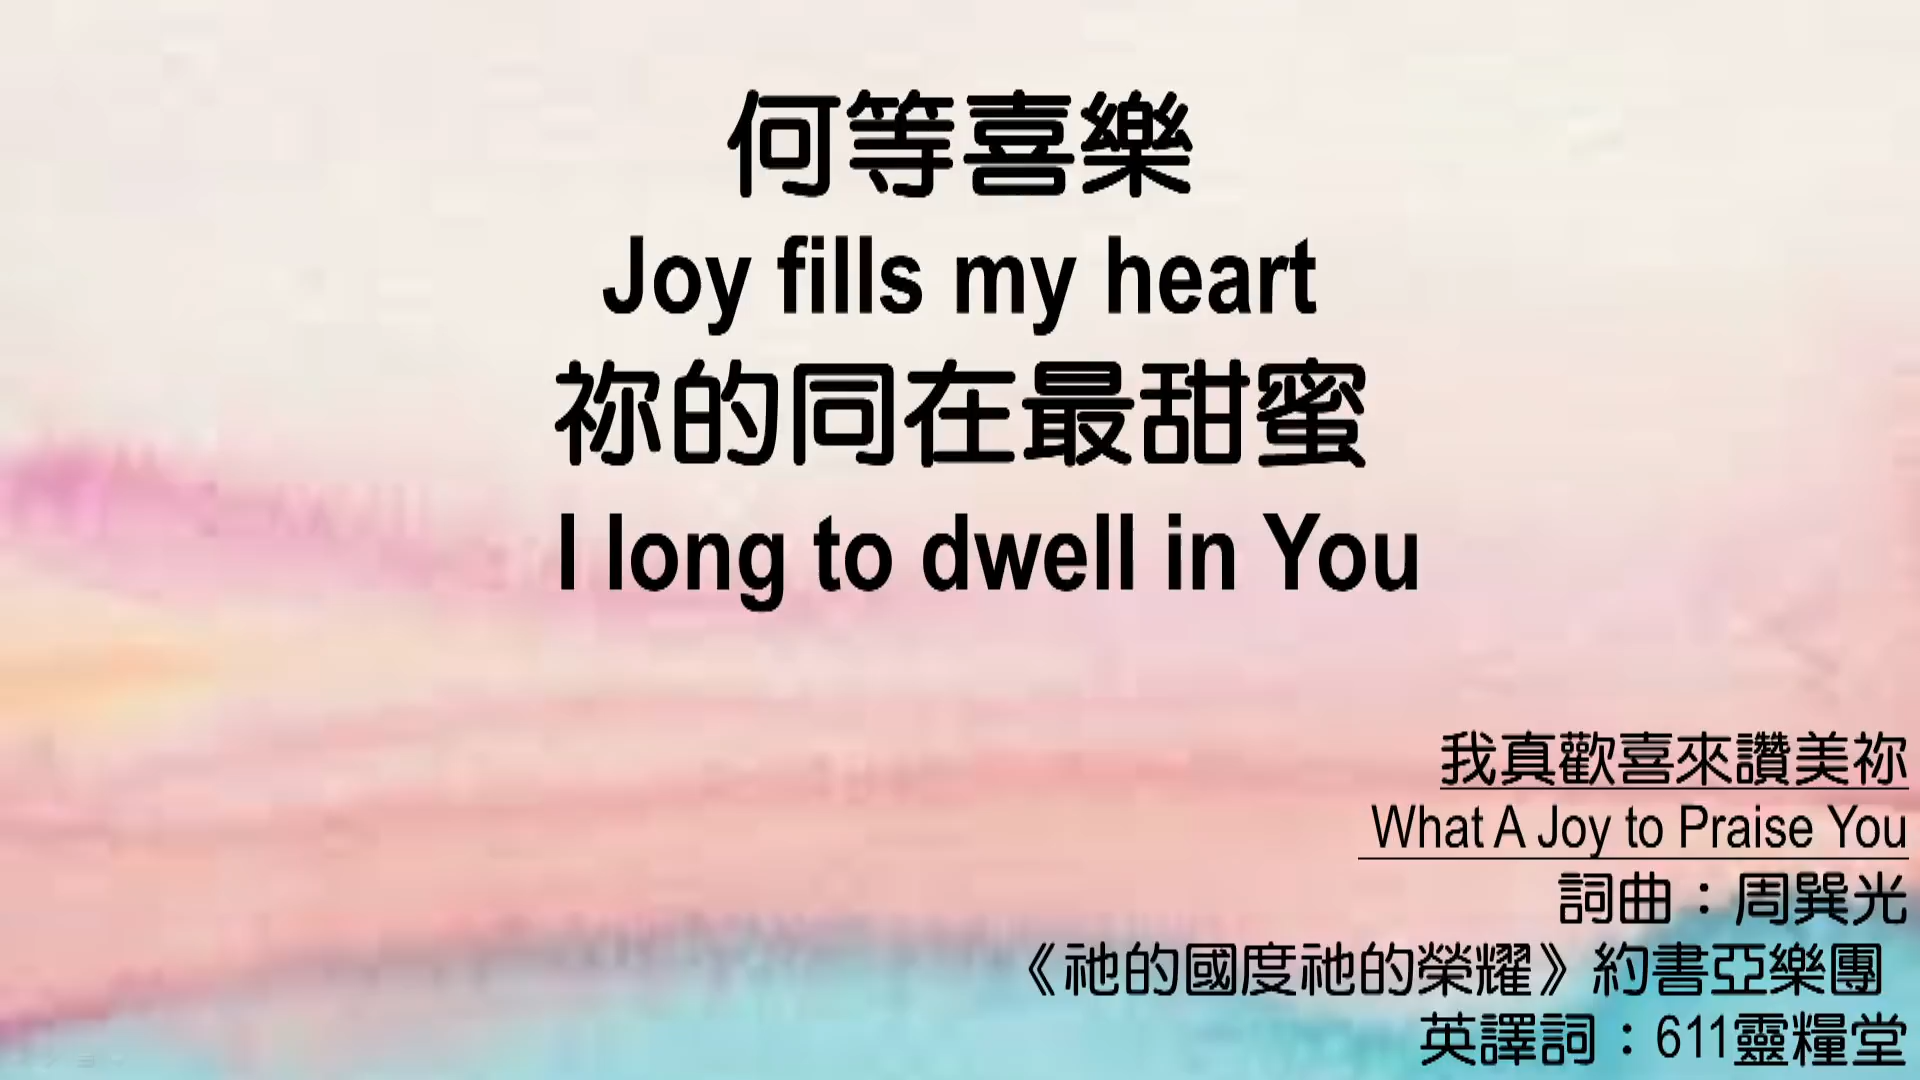 何等喜樂
Joy fills my heart
祢的同在最甜蜜
I long to dwell in You
我真歡喜來讚美祢
What A Joy to Praise You
詞曲：周巽光
《祂的國度祂的榮耀》約書亞樂團
英譯詞：611靈糧堂